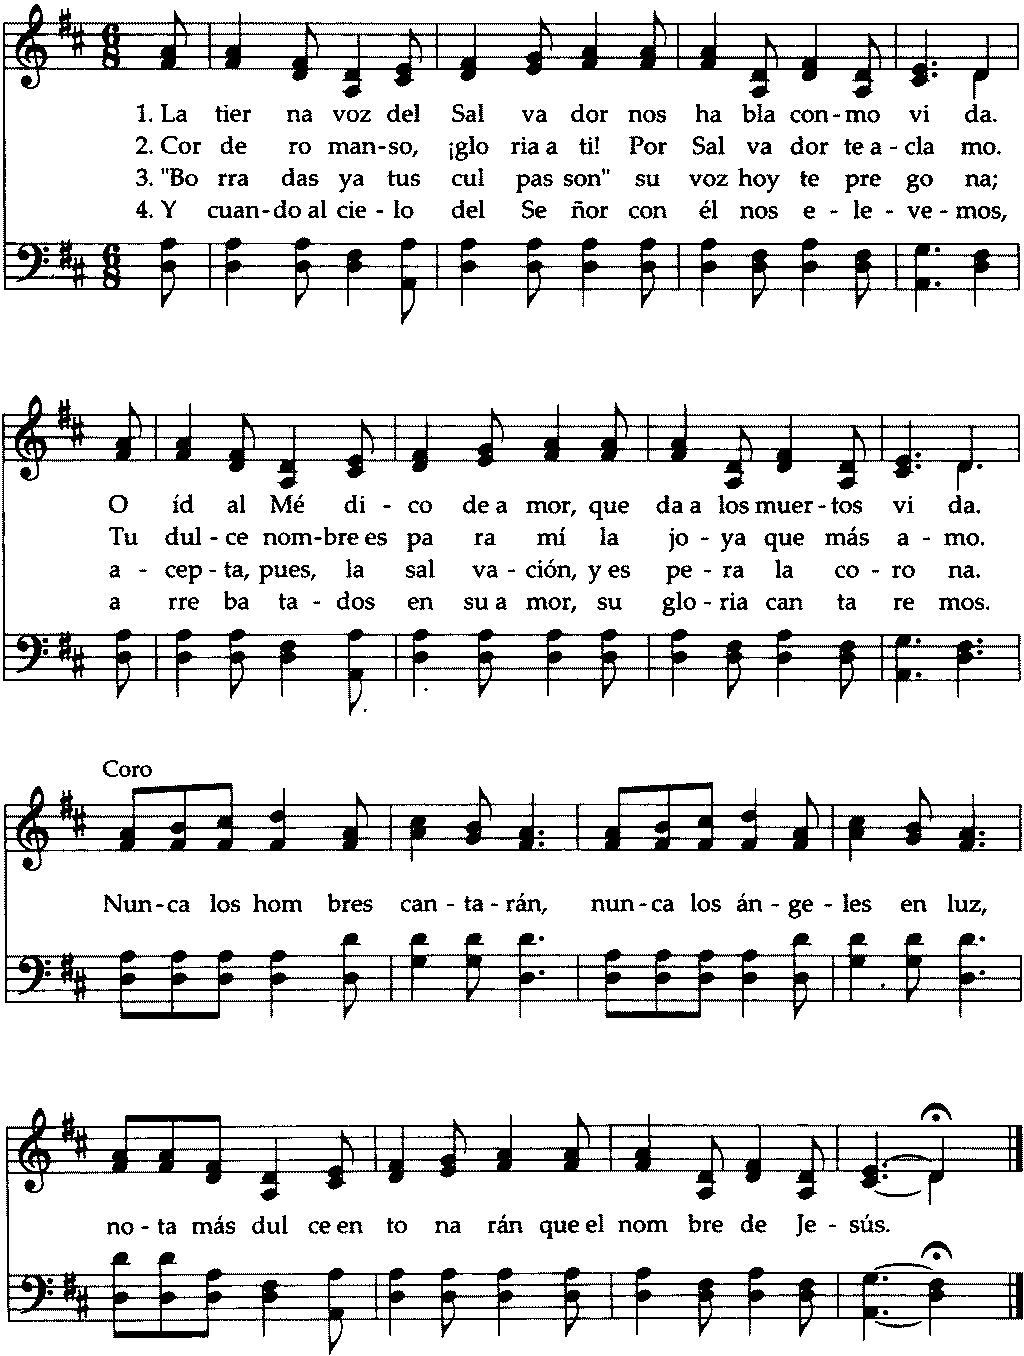 1. La tier na voz del Sal va dor nos ha bla con-mo vi da.
2. Cor de ro man-so, ¡glo ria a ti! Por Sal va dor te a-cla mo.
3. "Bo rra das ya tus cul pas son" su voz hoy te pre go na;
4. Y cuan-do al cie-lo del Se ñor con él nos e-le-ve-mos,
O íd al Mé di-co de a mor, que da a los muer-tos vi da.
Tu dul-ce nom-bre es pa ra mí la jo-ya que más a-mo.
a-cep-ta, pues, la sal va-ción, y es pe-ra la co-ro na.
a rre ba ta-dos en su a mor, su glo-ria can ta re mos.
Coro
Nun-ca los hom bres can-ta-rán, nun-ca los án-ge-les en luz,
no-ta más dul ce en to na rán que el nom bre de Je-sús.